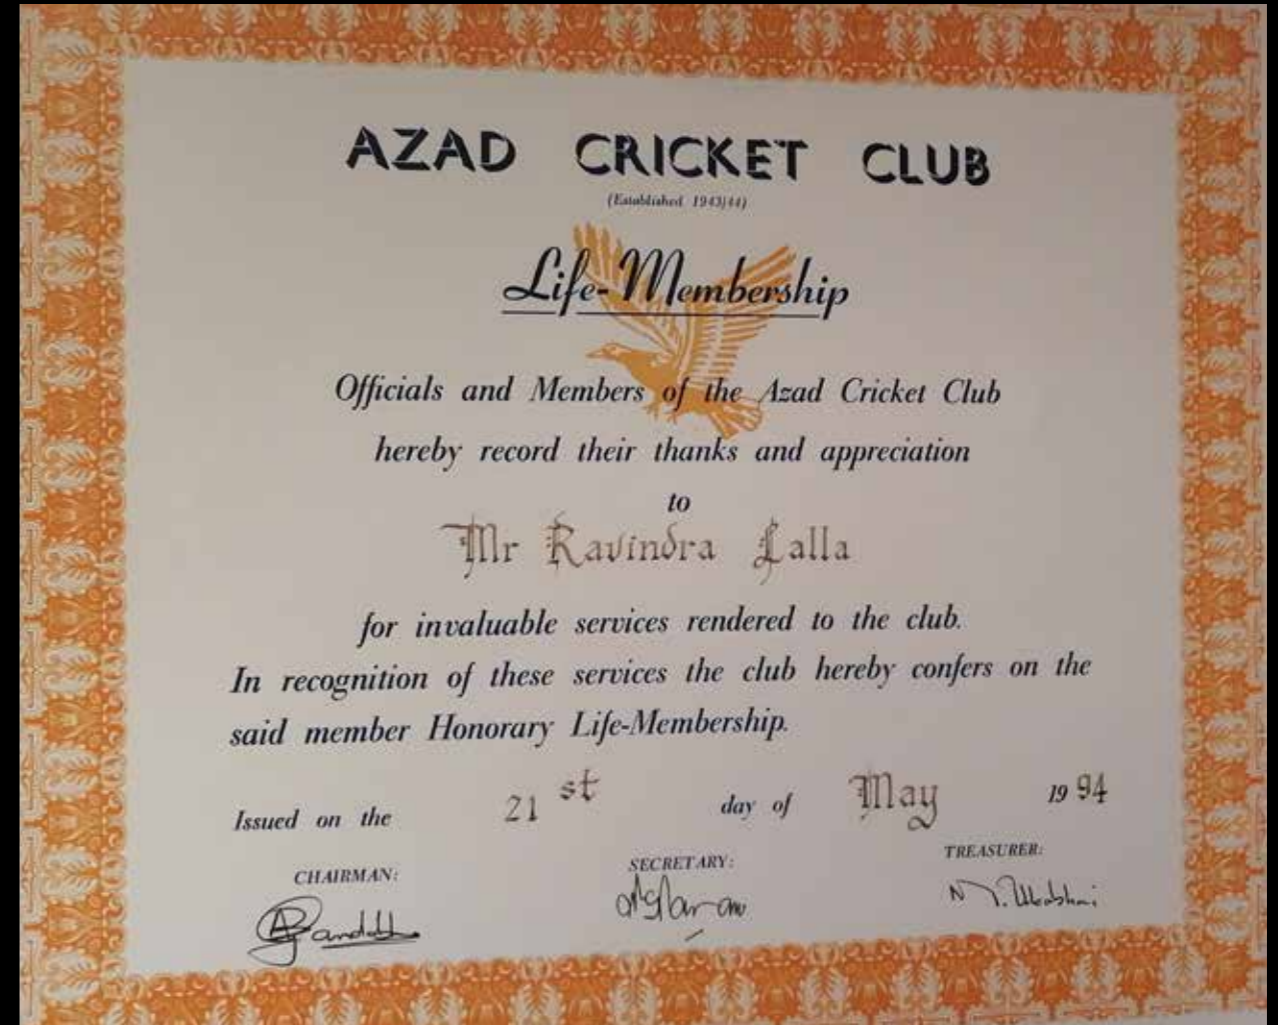 AZAD CRICKET CLUB
(Established 1943/44)
Life-Membership
Officials and Members of the Azad Cricket Club
hereby record their thanks and appreciation
to
Mr Ravindra Lalla
for invaluable services rendered to the club.
In recognition of these services the club hereby confers on the
said member Honorary Life-Membership.
Issued on the 21st day of May 1994
CHAIRMAN: SECRETARY: TREASURER: